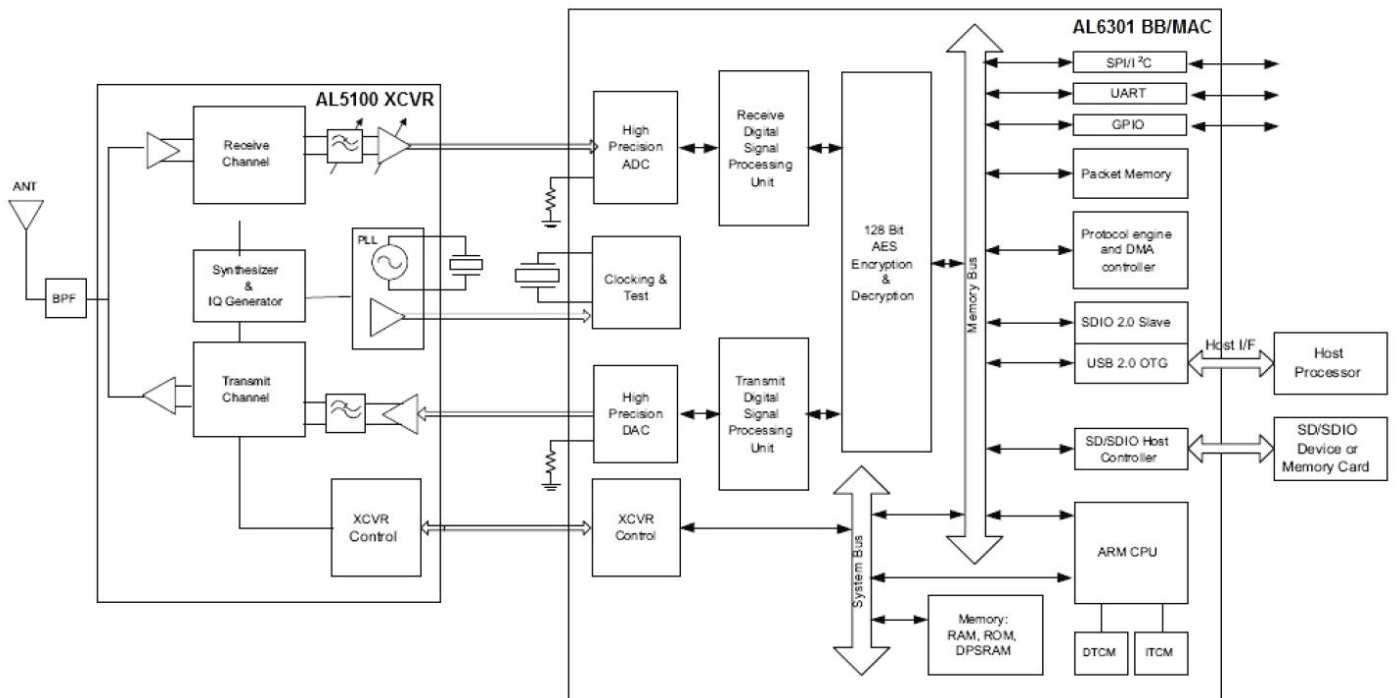 AL6301 BB/MAC
AL5100 XCVR
ANT
BPF
Receive
Channel
Synthesizer
&
IQ Generator
PLL
Transmit
Channel
XCVR
Control
High
Precision
ADC
Clocking &
Test
High
Precision
DAC
XCVR
Control
Receive
Digital
Signal
Processing
Unit
Transmit
Digital
Signal
Processing
Unit
128 Bit
AES
Encryption
&
Decryption
Memory Bus
System Bus
SPI/I²C
UART
GPIO
Packet Memory
Protocol engine
and DMA
controller
SDIO 2.0 Slave
USB 2.0 OTG
Host I/F
Host
Processor
SD/SDIO Host
Controller
SD/SDIO
Device or
Memory Card
ARM CPU
DTCM
ITCM
Memory:
RAM, ROM,
DPSRAM